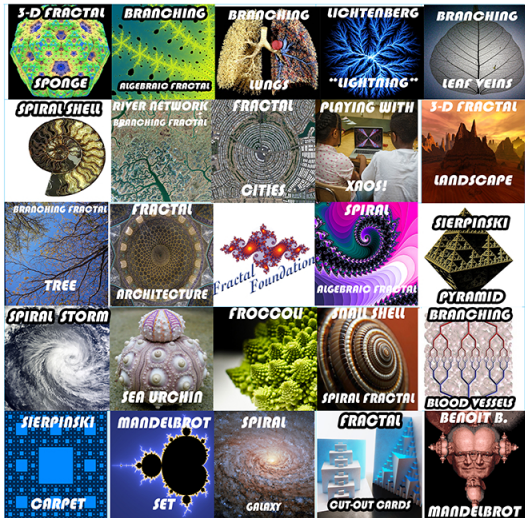 3-D FRACTAL
SPONGE
BRANCHING
ALGEBRAIC FRACTAL
BRANCHING
LUNGS
LICHTENBERG
"LIGHTNING"
BRANCHING
LEAF VEINS
SPIRAL SHELL
RIVER NETWORK
BRANCHING FRACTAL
FRACTAL
CITIES
PLAYING WITH
XAOS!
3-D FRACTAL
LANDSCAPE
BRANCHING FRACTAL
TREE
FRACTAL
ARCHITECTURE
Fractal Foundation
SPIRAL
ALGEBRAIC FRACTAL
SIERPINSKI
PYRAMID
SPIRAL STORM
SEA URCHIN
FROCCOLI
SNAIL SHELL
SPIRAL FRACTAL
BRANCHING
BLOOD VESSELS
SIERPINSKI
CARPET
MANDELBROT
SET
SPIRAL
GALAXY
FRACTAL
CUT-OUT CARDS
BENOIT B.
MANDELBROT